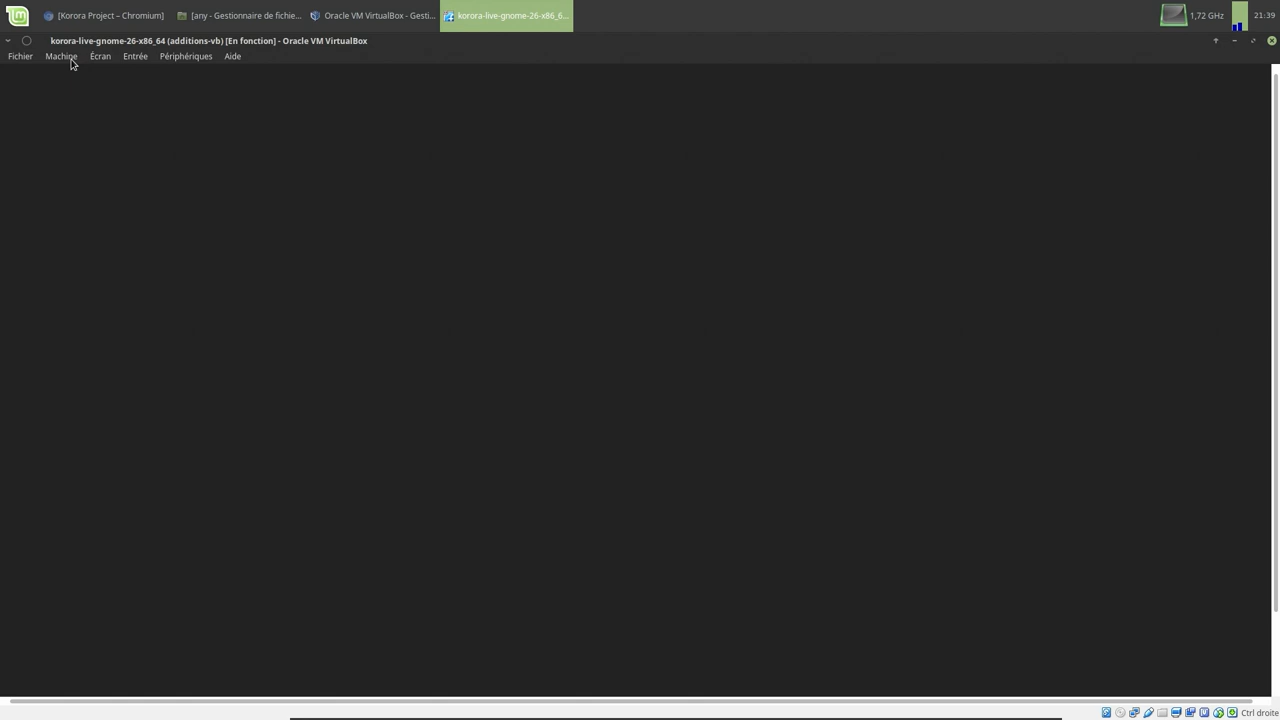 [Korora Project – Chromium]
[any - Gestionnaire de fichie...
Oracle VM VirtualBox - Gesti...
korora-live-gnome-26-x86_6...
1,72 GHz
21:39
korora-live-gnome-26-x86_64 (additions-vb) [En fonction] - Oracle VM VirtualBox
Fichier Machine Écran Entrée Périphériques Aide
Ctrl droite